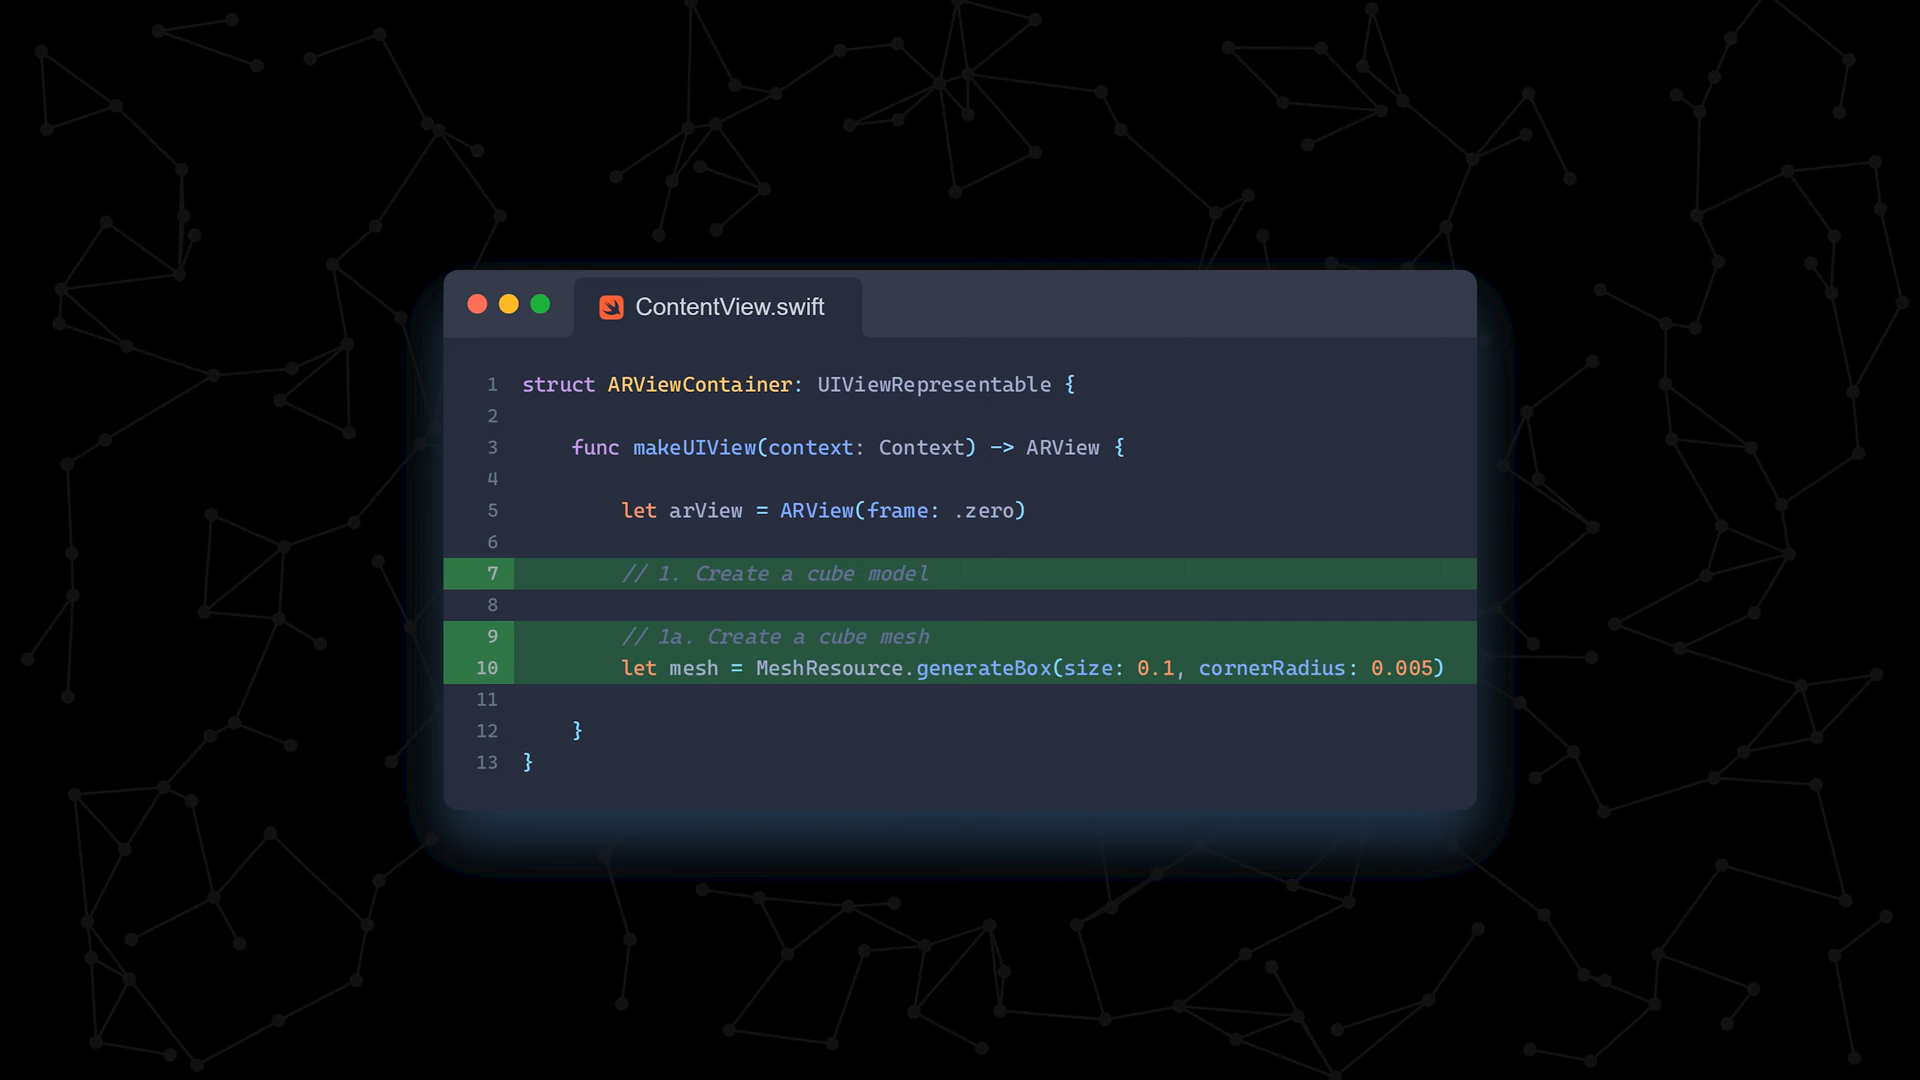 ContentView.swift
1 struct ARViewContainer: UIViewRepresentable {
2
3 func makeUIView(context: Context) -> ARView {
4
5 let arView = ARView(frame: .zero)
6
7 // 1. Create a cube model
8
9 // 1a. Create a cube mesh
10 let mesh = MeshResource.generateBox(size: 0.1, cornerRadius: 0.005)
11
12 }
13 }